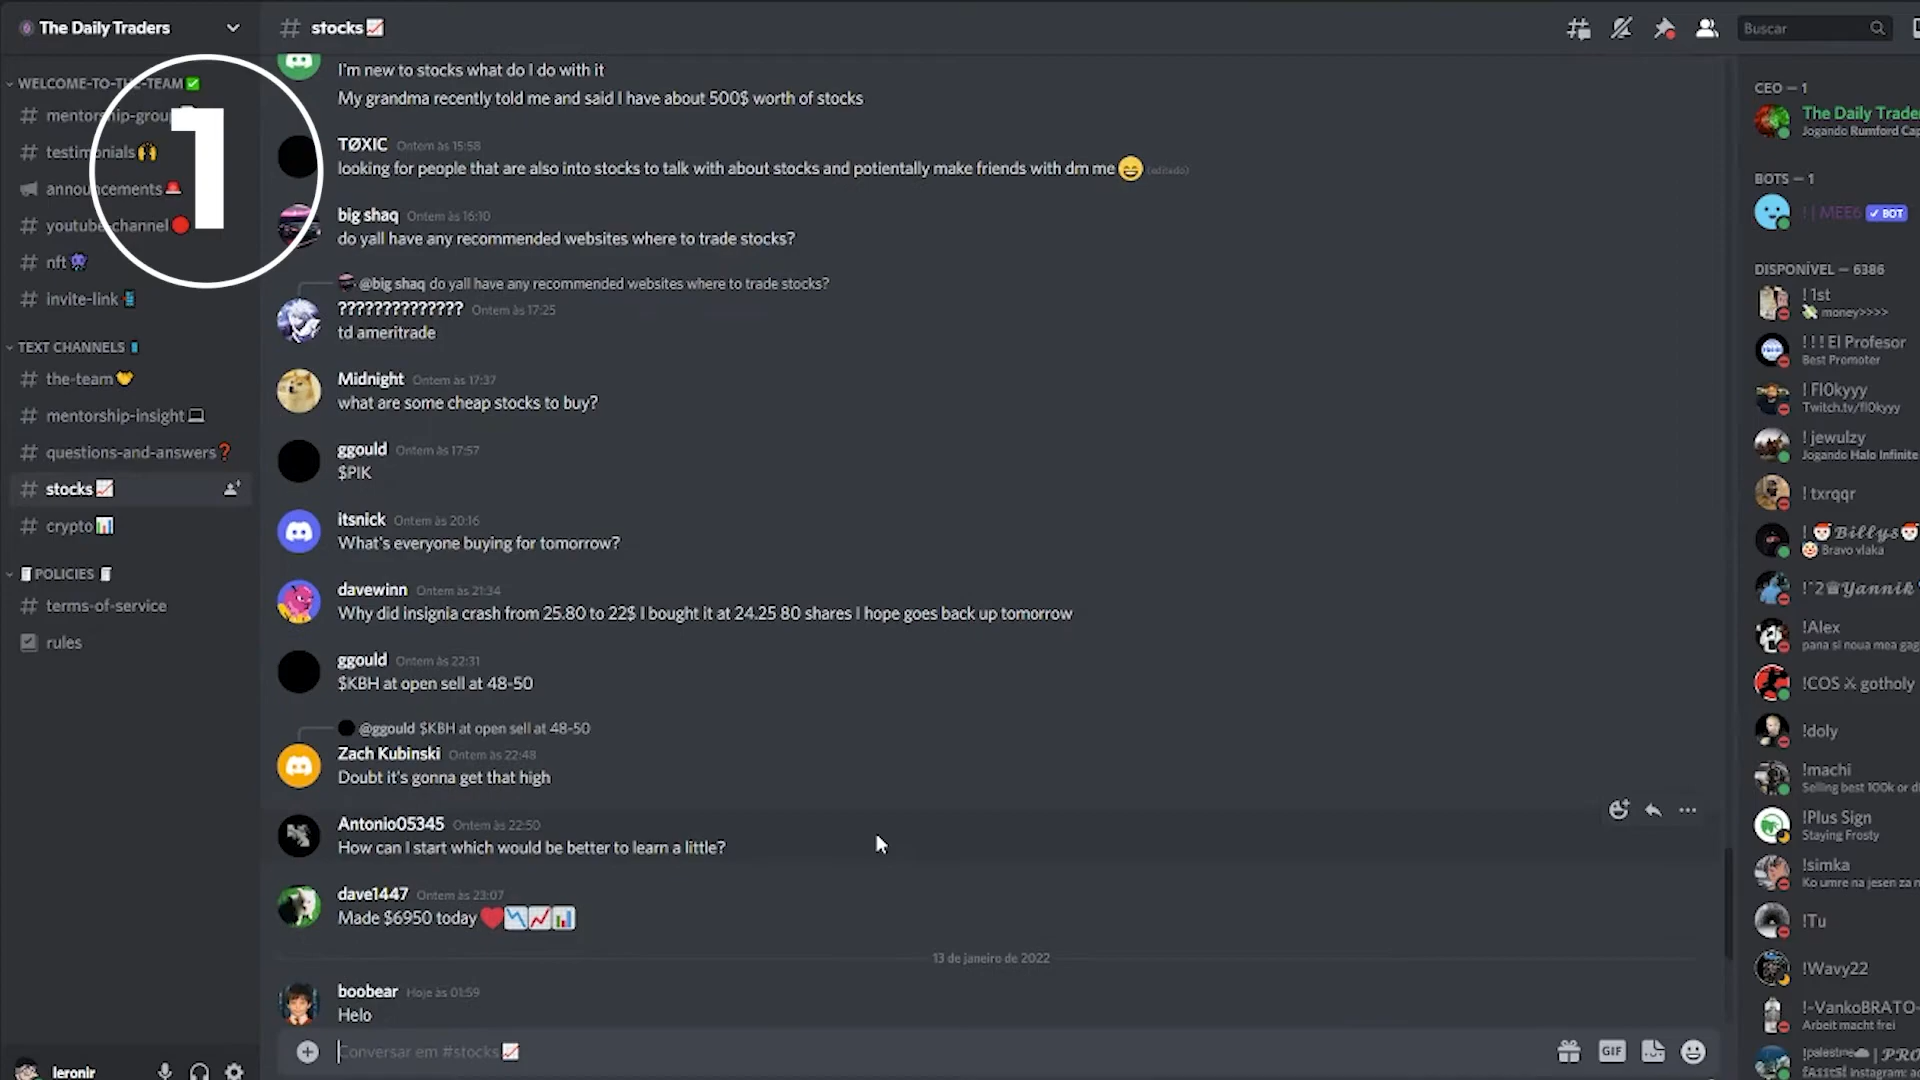 The Daily Traders
stocks
Buscar
WELCOME-TO-THE-TEAM
mentorship-group
testimonials
announcements
youtube-channel
nft
invite-link
TEXT CHANNELS
the-team
mentorship-insight
questions-and-answers
stocks
crypto
POLICIES
terms-of-service
rules
leronir
1
I'm new to stocks what do I do with it
My grandma recently told me and said I have about 500$ worth of stocks
TØXIC Ontem às 15:58
looking for people that are also into stocks to talk with about stocks and potientally make friends with dm me (editado)
big shaq Ontem às 16:10
do yall have any recommended websites where to trade stocks?
@big shaq do yall have any recommended websites where to trade stocks?
?????????????? Ontem às 17:25
td ameritrade
Midnight Ontem às 17:37
what are some cheap stocks to buy?
ggould Ontem às 17:57
$PIK
itsnick Ontem às 20:16
What's everyone buying for tomorrow?
davewinn Ontem às 21:34
Why did insignia crash from 25.80 to 22$ I bought it at 24.25 80 shares I hope goes back up tomorrow
ggould Ontem às 22:31
$KBH at open sell at 48-50
@ggould $KBH at open sell at 48-50
Zach Kubinski Ontem às 22:48
Doubt it's gonna get that high
Antonio05345 Ontem às 22:50
How can I start which would be better to learn a little?
dave1447 Ontem às 23:07
Made $6950 today
13 de janeiro de 2022
boobear Hoje às 01:59
Helo
Conversar em #stocks
GIF
CEO — 1
The Daily Trade
Jogando Rumford Cap
BOTS — 1
! | MEE6 BOT
DISPONÍVEL — 6386
! 1st
money>>>>
! ! ! El Profesor
Best Promoter
! Fl0kyyy
Twitch.tv/fl0kyyy
! jewulzy
Jogando Halo Infinite
! txrqqr
! 𝓑𝓲𝓵𝓵𝔂𝓼
Bravo vlaka
!ˆ2♕𝓨𝓪𝓷𝓷𝓲𝓴
!Alex
pana si noua mea gag
!COS ⚔ gotholy
!doly
!machi
Selling best 100k or di
!Plus Sign
Staying Frosty
!simka
Ko umre na jesen za n
!Tu
!Wavy22
!-VankoBRATO-
Arbeit macht frei
Instagram: